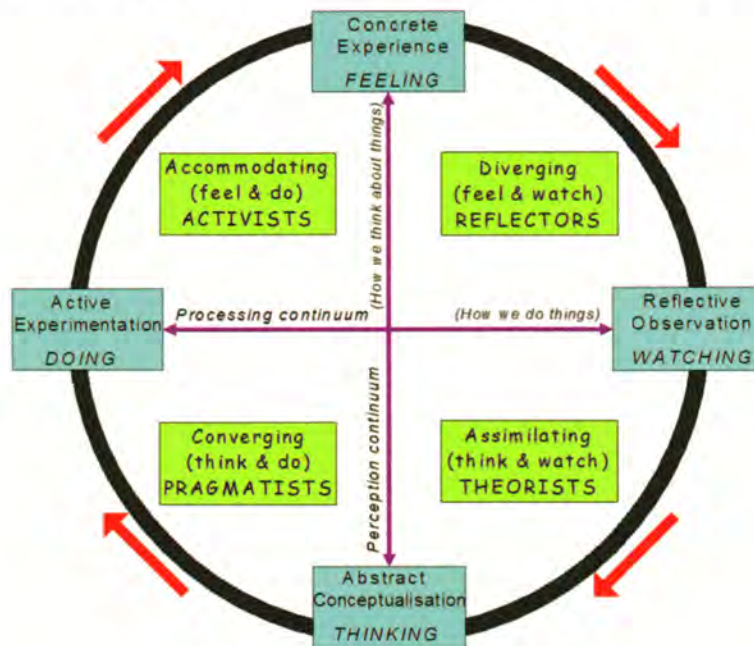 Concrete
Experience
FEELING
(How we think about things)
Accommodating
(feel & do)
ACTIVISTS
Diverging
(feel & watch)
REFLECTORS
Active
Experimentation
DOING
Processing continuum
(How we do things)
Reflective
Observation
WATCHING
Perception continuum
Converging
(think & do)
PRAGMATISTS
Assimilating
(think & watch)
THEORISTS
Abstract
Conceptualisation
THINKING